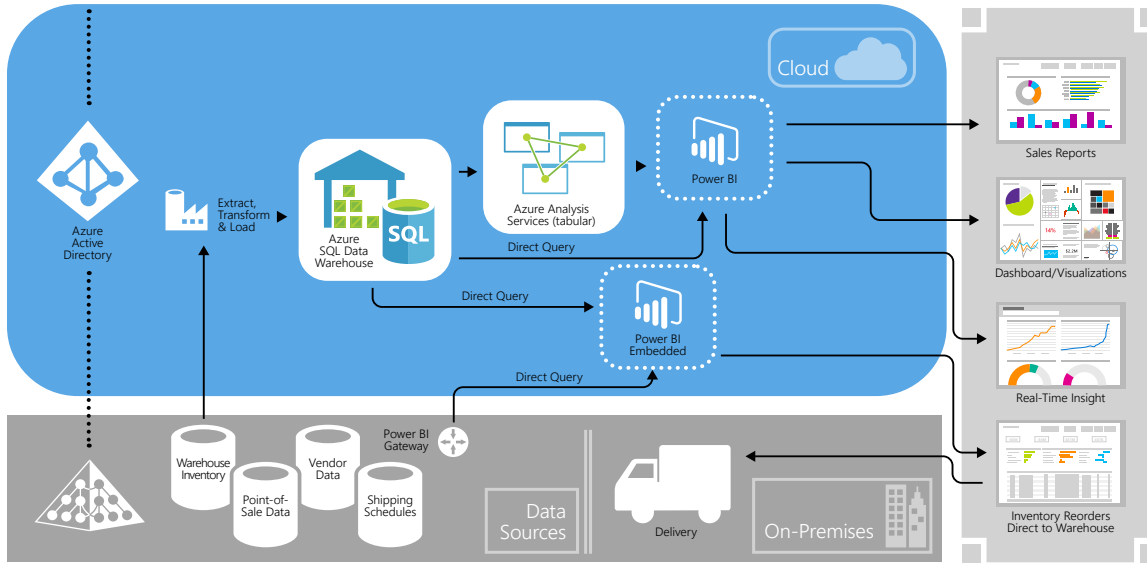 Cloud
Azure
Active
Directory
Extract,
Transform
& Load
Azure
SQL Data
Warehouse
SQL
Azure Analysis
Services (tabular)
Power BI
Direct Query
Direct Query
Power BI
Embedded
Direct Query
Sales Reports
14%
$2.2M
Dashboard/Visualizations
Real-Time Insight
Inventory Reorders
Direct to Warehouse
Warehouse
Inventory
Point-of-
Sale Data
Vendor
Data
Shipping
Schedules
Power BI
Gateway
Data
Sources
Delivery
On-Premises